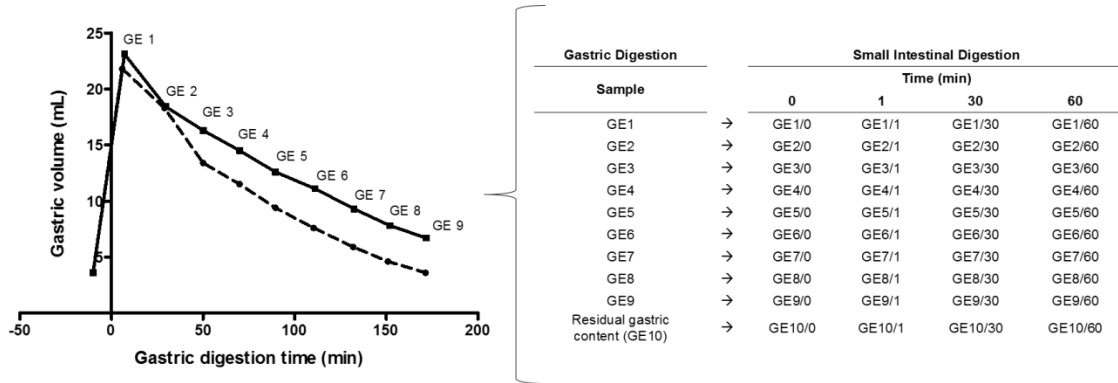 25
20
15
10
5
Gastric volume (mL)
GE 1
GE 2
GE 3
GE 4
GE 5
GE 6
GE 7
GE 8
GE 9
-50 0 50 100 150 200
Gastric digestion time (min)
Gastric Digestion Small Intestinal Digestion
Sample Time (min)
0 1 30 60
GE1 → GE1/0 GE1/1 GE1/30 GE1/60
GE2 → GE2/0 GE2/1 GE2/30 GE2/60
GE3 → GE3/0 GE3/1 GE3/30 GE3/60
GE4 → GE4/0 GE4/1 GE4/30 GE4/60
GE5 → GE5/0 GE5/1 GE5/30 GE5/60
GE6 → GE6/0 GE6/1 GE6/30 GE6/60
GE7 → GE7/0 GE7/1 GE7/30 GE7/60
GE8 → GE8/0 GE8/1 GE8/30 GE8/60
GE9 → GE9/0 GE9/1 GE9/30 GE9/60
Residual gastric
content (GE10) → GE10/0 GE10/1 GE10/30 GE10/60